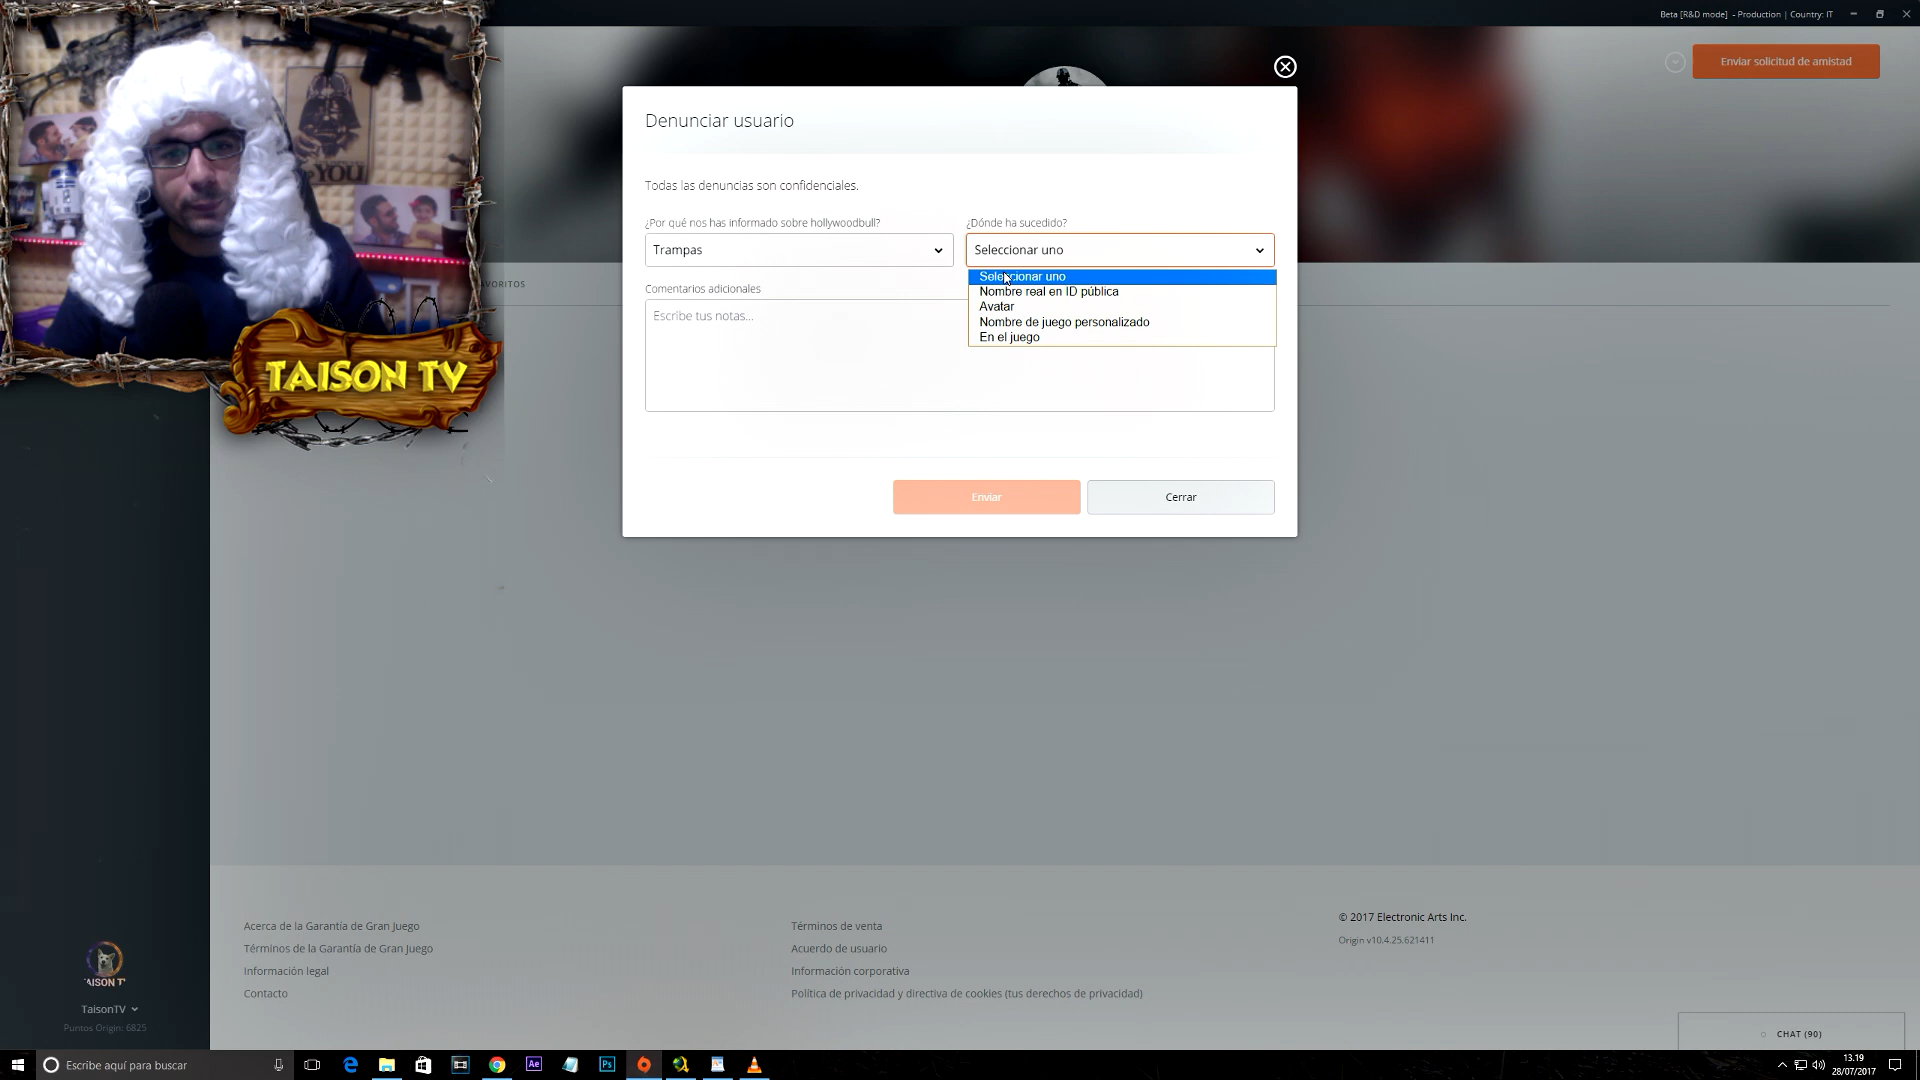 Beta [R&D mode] - Production | Country: IT
Enviar solicitud de amistad
Denunciar usuario
Todas las denuncias son confidenciales.
¿Por qué nos has informado sobre hollywoodbull?
¿Dónde ha sucedido?
Trampas
Seleccionar uno
Seleccionar uno
Nombre real en ID pública
Avatar
Nombre de juego personalizado
En el juego
Comentarios adicionales
Escribe tus notas...
Enviar
Cerrar
YOU
TAISON TV
Acerca de la Garantía de Gran Juego
Términos de la Garantía de Gran Juego
Información legal
Contacto
Términos de venta
Acuerdo de usuario
Información corporativa
Política de privacidad y directiva de cookies (tus derechos de privacidad)
© 2017 Electronic Arts Inc.
Origin v10.4.25.621411
TaisonTV
Puntos Origin: 6825
CHAT (90)
Escribe aquí para buscar
Ae
Ps
13.19
28/07/2017